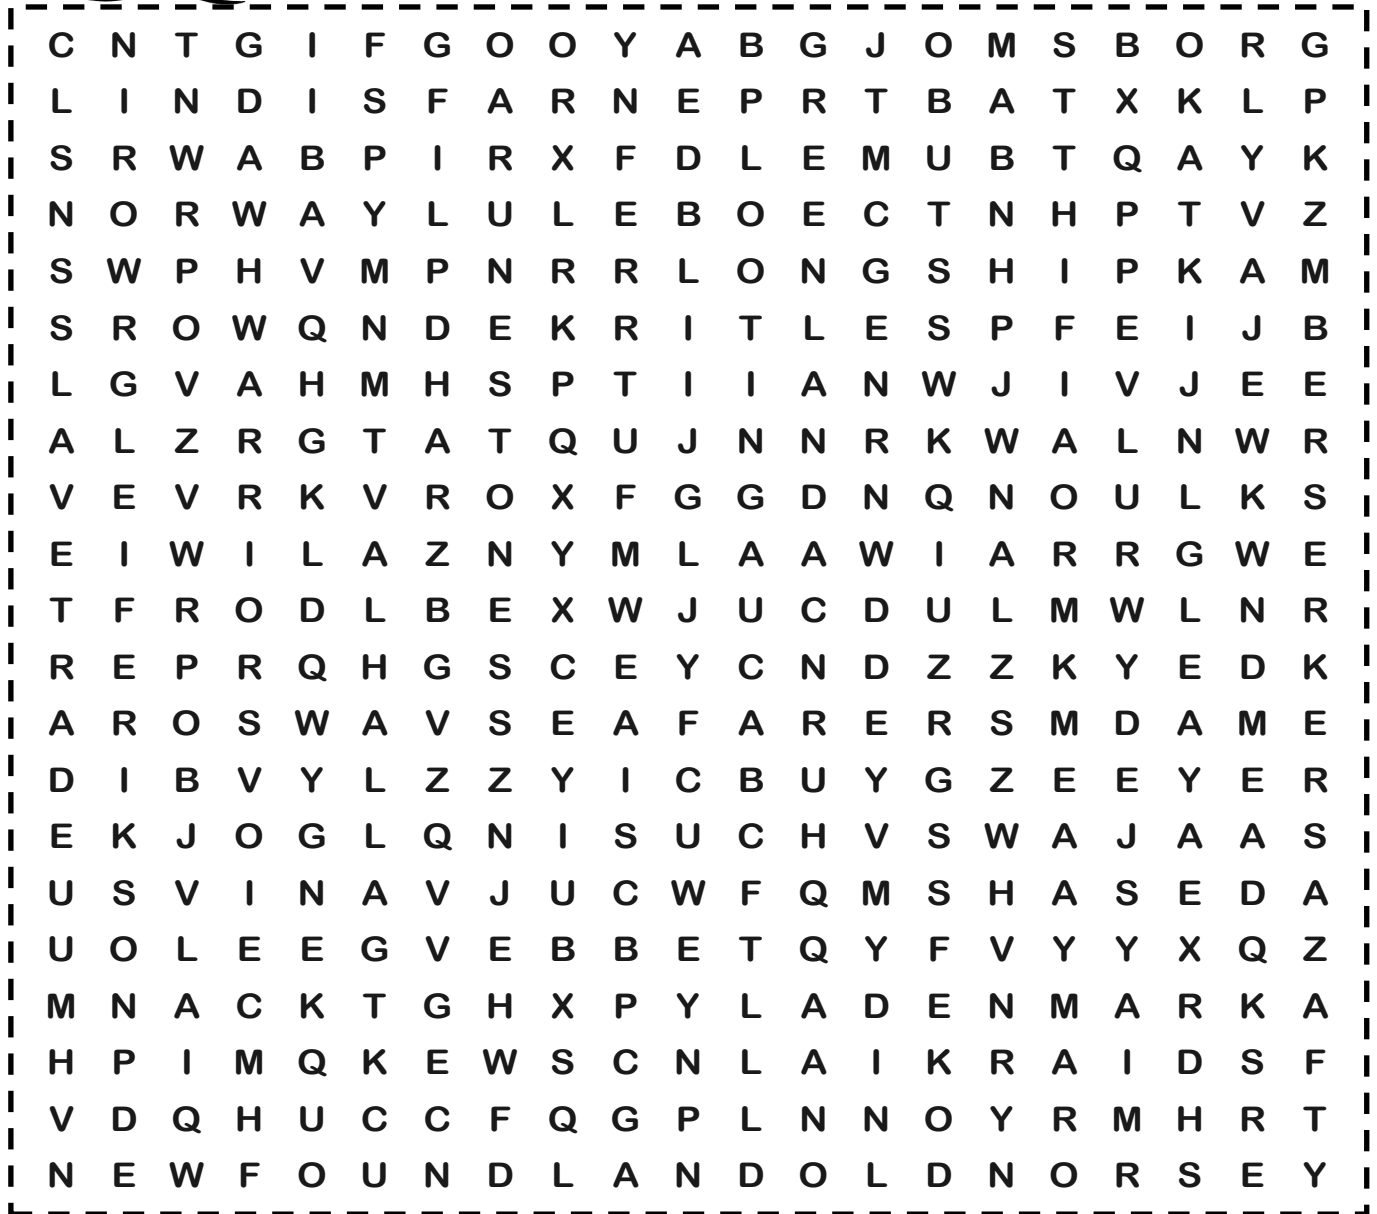 C N T G I F G O O Y A B G J O M S B O R G
L I N D I S F A R N E P R T B A T X K L P
S R W A B P I R X F D L E M U B T Q A Y K
N O R W A Y L U L E B O E C T N H P T V Z
S W P H V M P N R R L O N G S H I P K A M
S R O W Q N D E K R I T L E S P F E I J B
L G V A H M H S P T I I A N W J I V J E E
A L Z R G T A T Q U J N N R K W A L N W R
V E V R K V R O X F G G D N Q N O U L K S
E I W I L A Z N Y M L A A W I A R R G W E
T F R O D L B E X W J U C D U L M W L N R
R E P R Q H G S C E Y C N D Z Z K Y E D K
A R O S W A V S E A F A R E R S M D A M E
D I B V Y L Z Z Y I C B U Y G Z E E Y E R
E K J O G L Q N I S U C H V S W A J A A S
U S V I N A V J U C W F Q M S H A S E D A
U O L E E G V E B B E T Q Y F V Y Y X Q Z
M N A C K T G H X P Y L A D E N M A R K A
H P I M Q K E W S C N L A I K R A I D S F
V D Q H U C C F Q G P L N N O Y R M H R T
N E W F O U N D L A N D O L D N O R S E Y